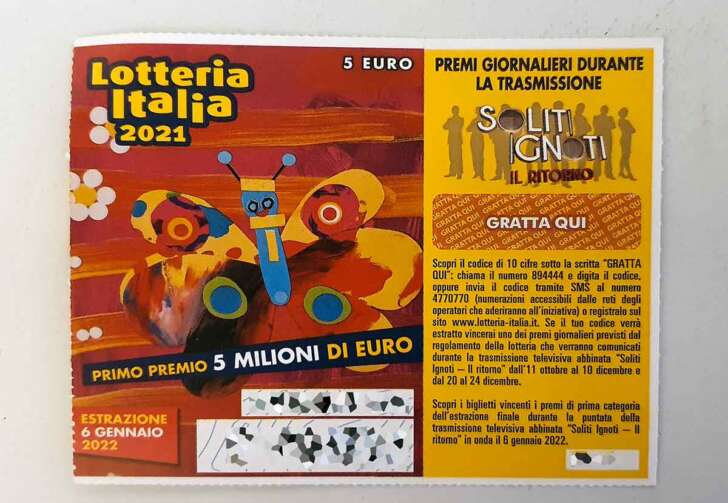 Lotteria
Italia
2021
5 EURO
PRIMO PREMIO 5 MILIONI DI EURO
ESTRAZIONE
6 GENNAIO
2022
PREMI GIORNALIERI DURANTE
LA TRASMISSIONE
SOLITI
IGNOTI
IL RITORNO
GRATTA QUI
Scopri il codice di 10 cifre sotto la scritta "GRATTA
QUI": chiama il numero 894444 e digita il codice,
oppure invia il codice tramite SMS al numero
4770770 (numerazioni accessibili dalle reti degli
operatori che aderiranno all'iniziativa) o registralo sul
sito www.lotteria-italia.it. Se il tuo codice verrà
estratto vincerai uno dei premi giornalieri previsti dal
regolamento della lotteria che verranno comunicati
durante la trasmissione televisiva abbinata "Soliti
Ignoti – Il ritorno" dall'11 ottobre al 10 dicembre e
dal 20 al 24 dicembre.
Scopri i biglietti vincenti i premi di prima categoria
dell'estrazione finale durante la puntata della
trasmissione televisiva abbinata "Soliti Ignoti – Il
ritorno" in onda il 6 gennaio 2022.